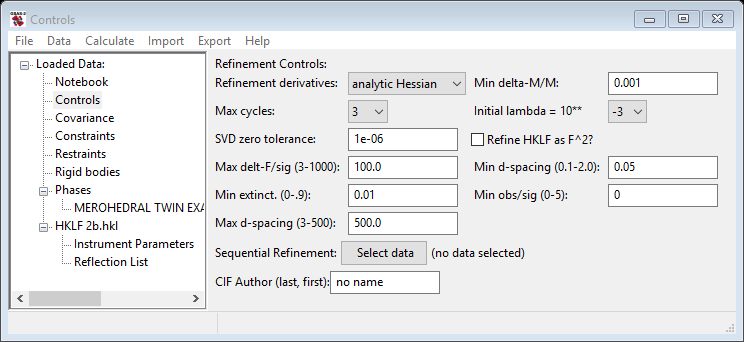 GSAS-II
Controls
File Data Calculate Import Export Help
Loaded Data:
Notebook
Controls
Covariance
Constraints
Restraints
Rigid bodies
Phases
MEROHEDRAL TWIN EXA
HKLF 2b.hkl
Instrument Parameters
Reflection List
Refinement Controls:
Refinement derivatives: analytic Hessian Min delta-M/M: 0.001
Max cycles: 3 Initial lambda = 10** -3
SVD zero tolerance: 1e-06 Refine HKLF as F^2?
Max delt-F/sig (3-1000): 100.0 Min d-spacing (0.1-2.0): 0.05
Min extinct. (0-.9): 0.01 Min obs/sig (0-5): 0
Max d-spacing (3-500): 500.0
Sequential Refinement: Select data (no data selected)
CIF Author (last, first): no name